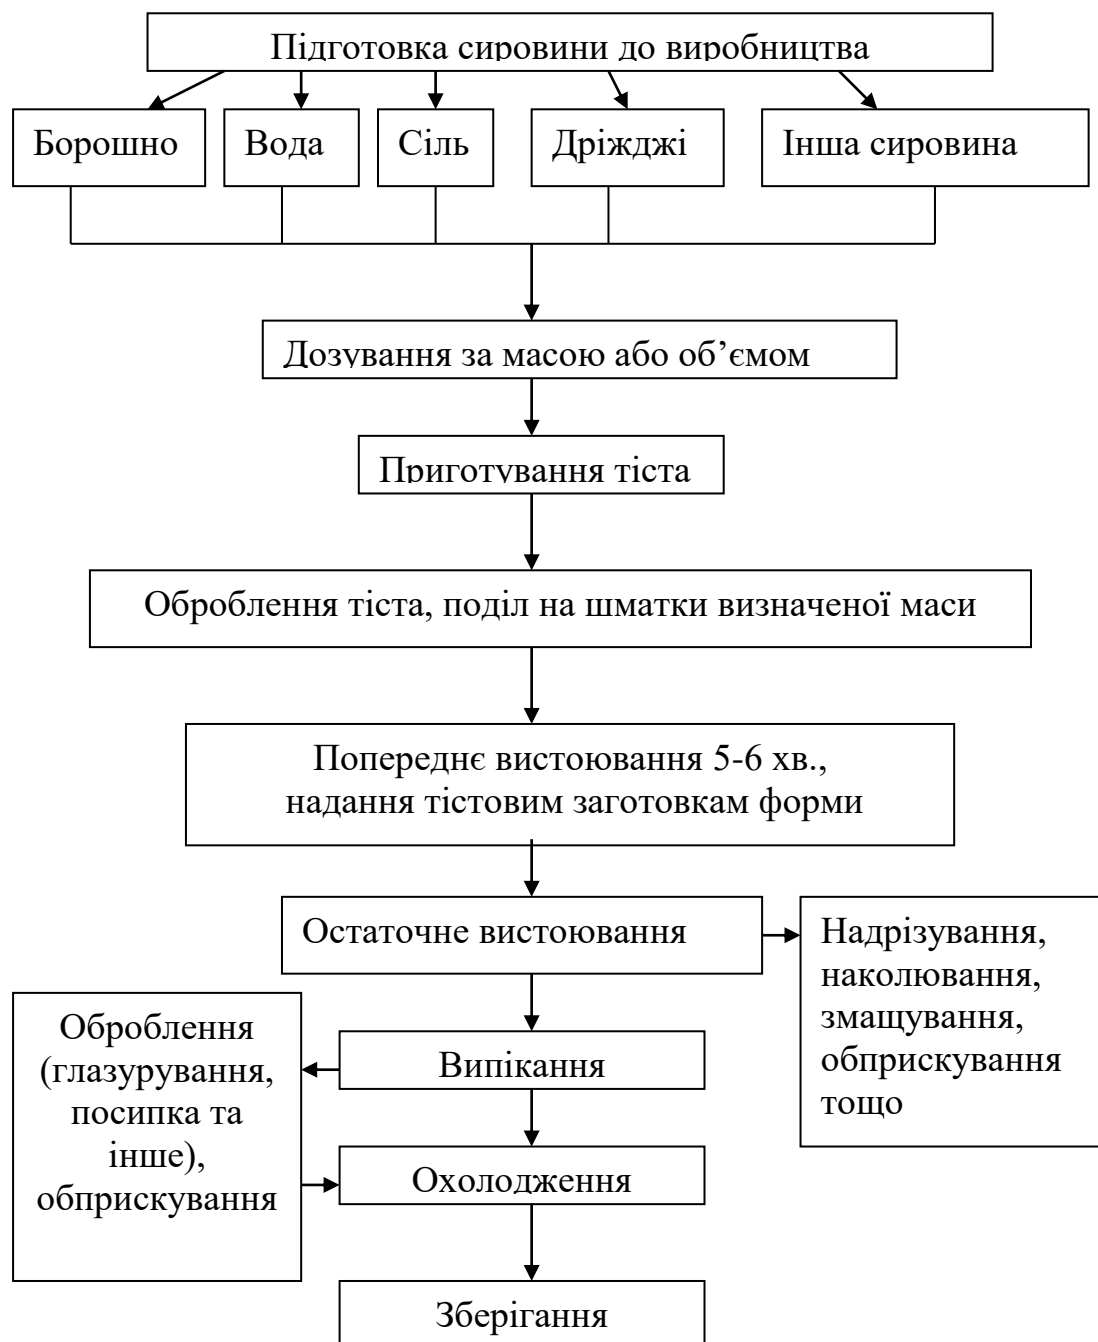 Підготовка сировини до виробництва
Борошно
Вода
Сіль
Дріжджі
Інша сировина
Дозування за масою або об’ємом
Приготування тіста
Оброблення тіста, поділ на шматки визначеної маси
Попереднє вистоювання 5-6 хв.,
надання тістовим заготовкам форми
Остаточне вистоювання
Надрізування,
наколювання,
змащування,
обприскування
тощо
Оброблення
(глазурування,
посипка та
інше),
обприскування
Випікання
Охолодження
Зберігання